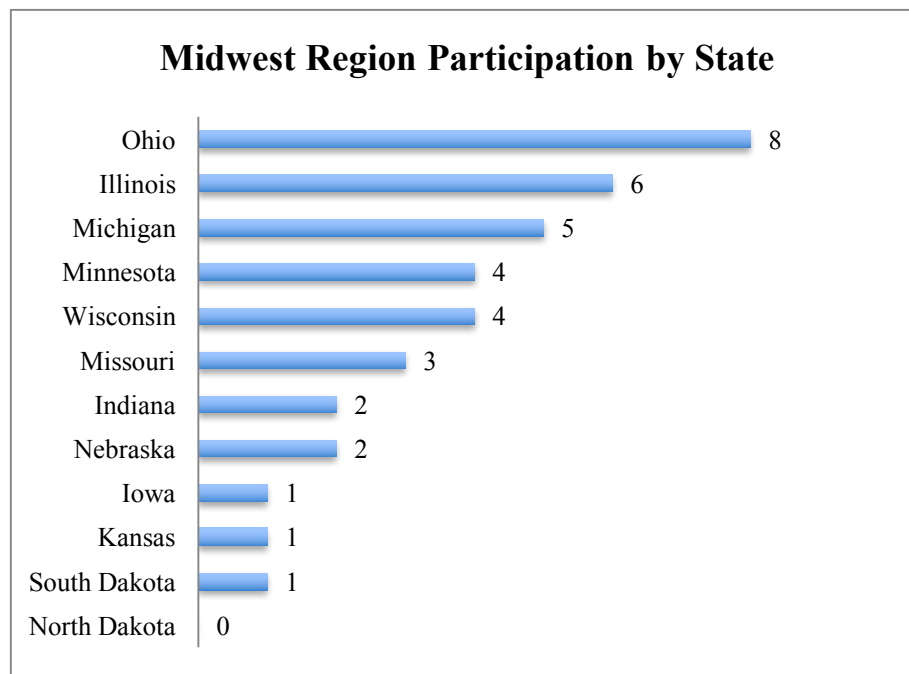 Midwest Region Participation by State
Ohio 8
Illinois 6
Michigan 5
Minnesota 4
Wisconsin 4
Missouri 3
Indiana 2
Nebraska 2
Iowa 1
Kansas 1
South Dakota 1
North Dakota 0